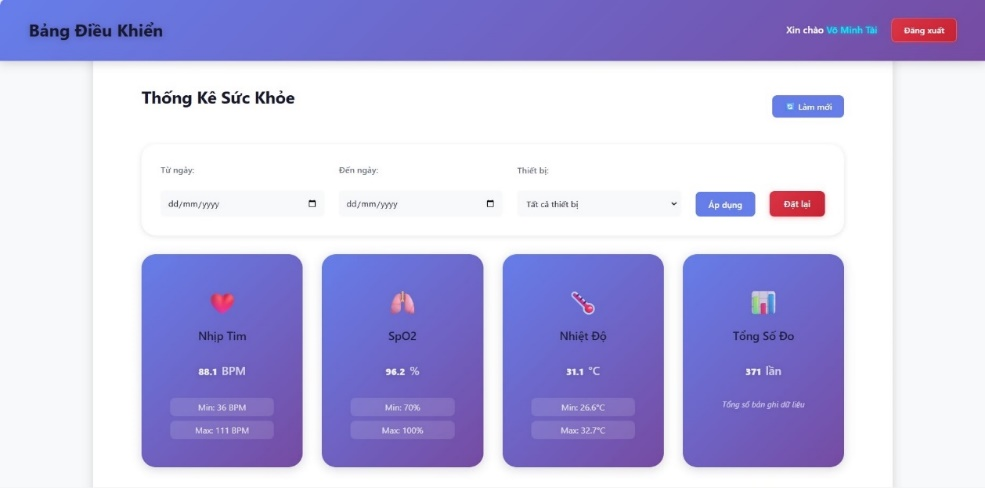 Bảng Điều Khiển
Xin chào Võ Minh Tài
Đăng xuất
Thống Kê Sức Khỏe
Làm mới
Từ ngày:
Đến ngày:
Thiết bị:
dd/mm/yyyy
dd/mm/yyyy
Tất cả thiết bị
Áp dụng
Đặt lại
Nhịp Tim
88.1 BPM
Min: 36 BPM
Max: 111 BPM
SpO2
96.2 %
Min: 70%
Max: 100%
Nhiệt Độ
31.1 °C
Min: 26.6°C
Max: 32.7°C
Tổng Số Đo
371 lần
Tổng số bản ghi dữ liệu